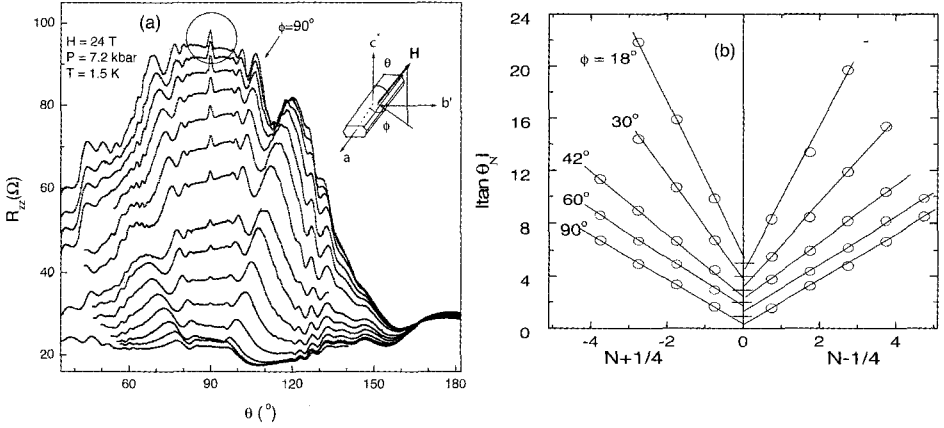 (a)
H = 24 T
P = 7.2 kbar
T = 1.5 K
ϕ=90°
c*
θ
H
b'
ϕ
a
100
80
60
40
20
R_zz(Ω)
60
90
120
150
180
θ (°)
(b)
ϕ = 18°
30°
42°
60°
90°
24
20
16
12
8
4
0
|tan θ_N|
-4
-2
0
2
4
N+1/4
N-1/4